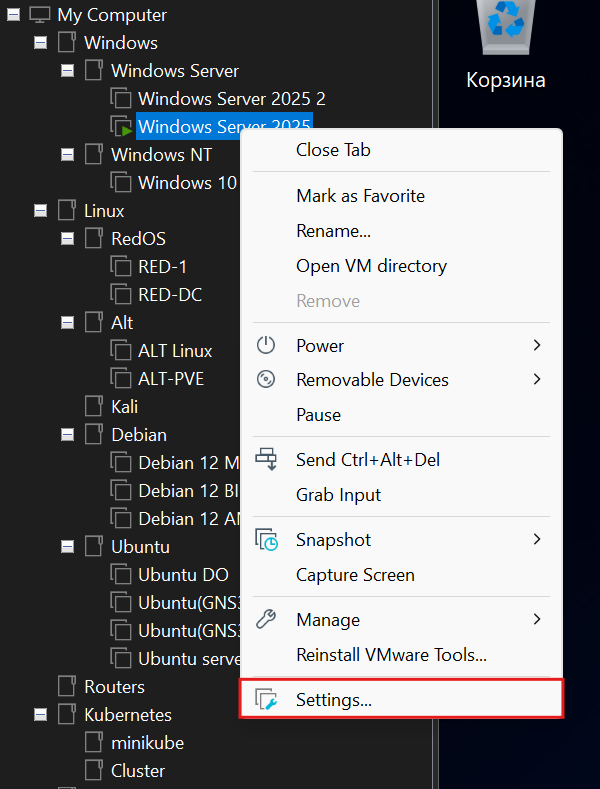 My Computer
Windows
Windows Server
Windows Server 2025 2
Windows Server 2025
Windows NT
Windows 10
Linux
RedOS
RED-1
RED-DC
Alt
ALT Linux
ALT-PVE
Kali
Debian
Debian 12 M
Debian 12 BI
Debian 12
Ubuntu
Ubuntu DO
Ubuntu(GNS3
Ubuntu(GNS3
Ubuntu serve
Routers
Kubernetes
minikube
Cluster
Корзина
Close Tab
Mark as Favorite
Rename...
Open VM directory
Remove
Power
Removable Devices
Pause
Send Ctrl+Alt+Del
Grab Input
Snapshot
Capture Screen
Manage
Reinstall VMware Tools...
Settings...